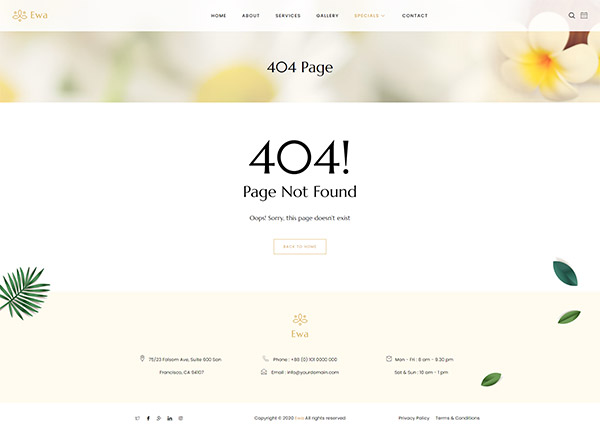 Ewa
HOME ABOUT SERVICES GALLERY SPECIALS CONTACT
404 Page
404!
Page Not Found
Oops! Sorry, this page doesn't exist
BACK TO HOME
Ewa
75/23 Folsom Ave, Suite 600 San
Francisco, CA 94107
Phone : +88 (0) 101 0000 000
Email : info@yourdomain.com
Mon - Fri : 8 am - 9.30 pm
Sat & Sun : 10 am - 1 pm
Copyright © 2020 Ewa All rights reserved
Privacy Policy Terms & Conditions